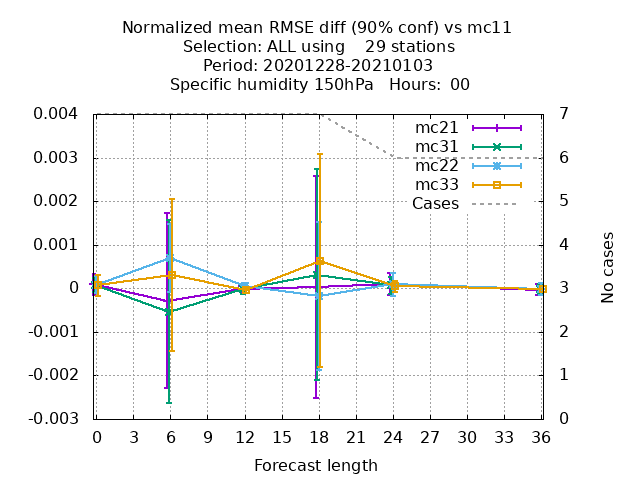 Normalized mean RMSE diff (90% conf) vs mc11
Selection: ALL using    29 stations
Period: 20201228-20210103
Specific humidity 150hPa   Hours:  00
0.004
0.003
0.002
0.001
0
-0.001
-0.002
-0.003
7
6
5
4
3
2
1
0
mc21
mc31
mc22
mc33
Cases
No cases
0 3 6 9 12 15 18 21 24 27 30 33 36
Forecast length